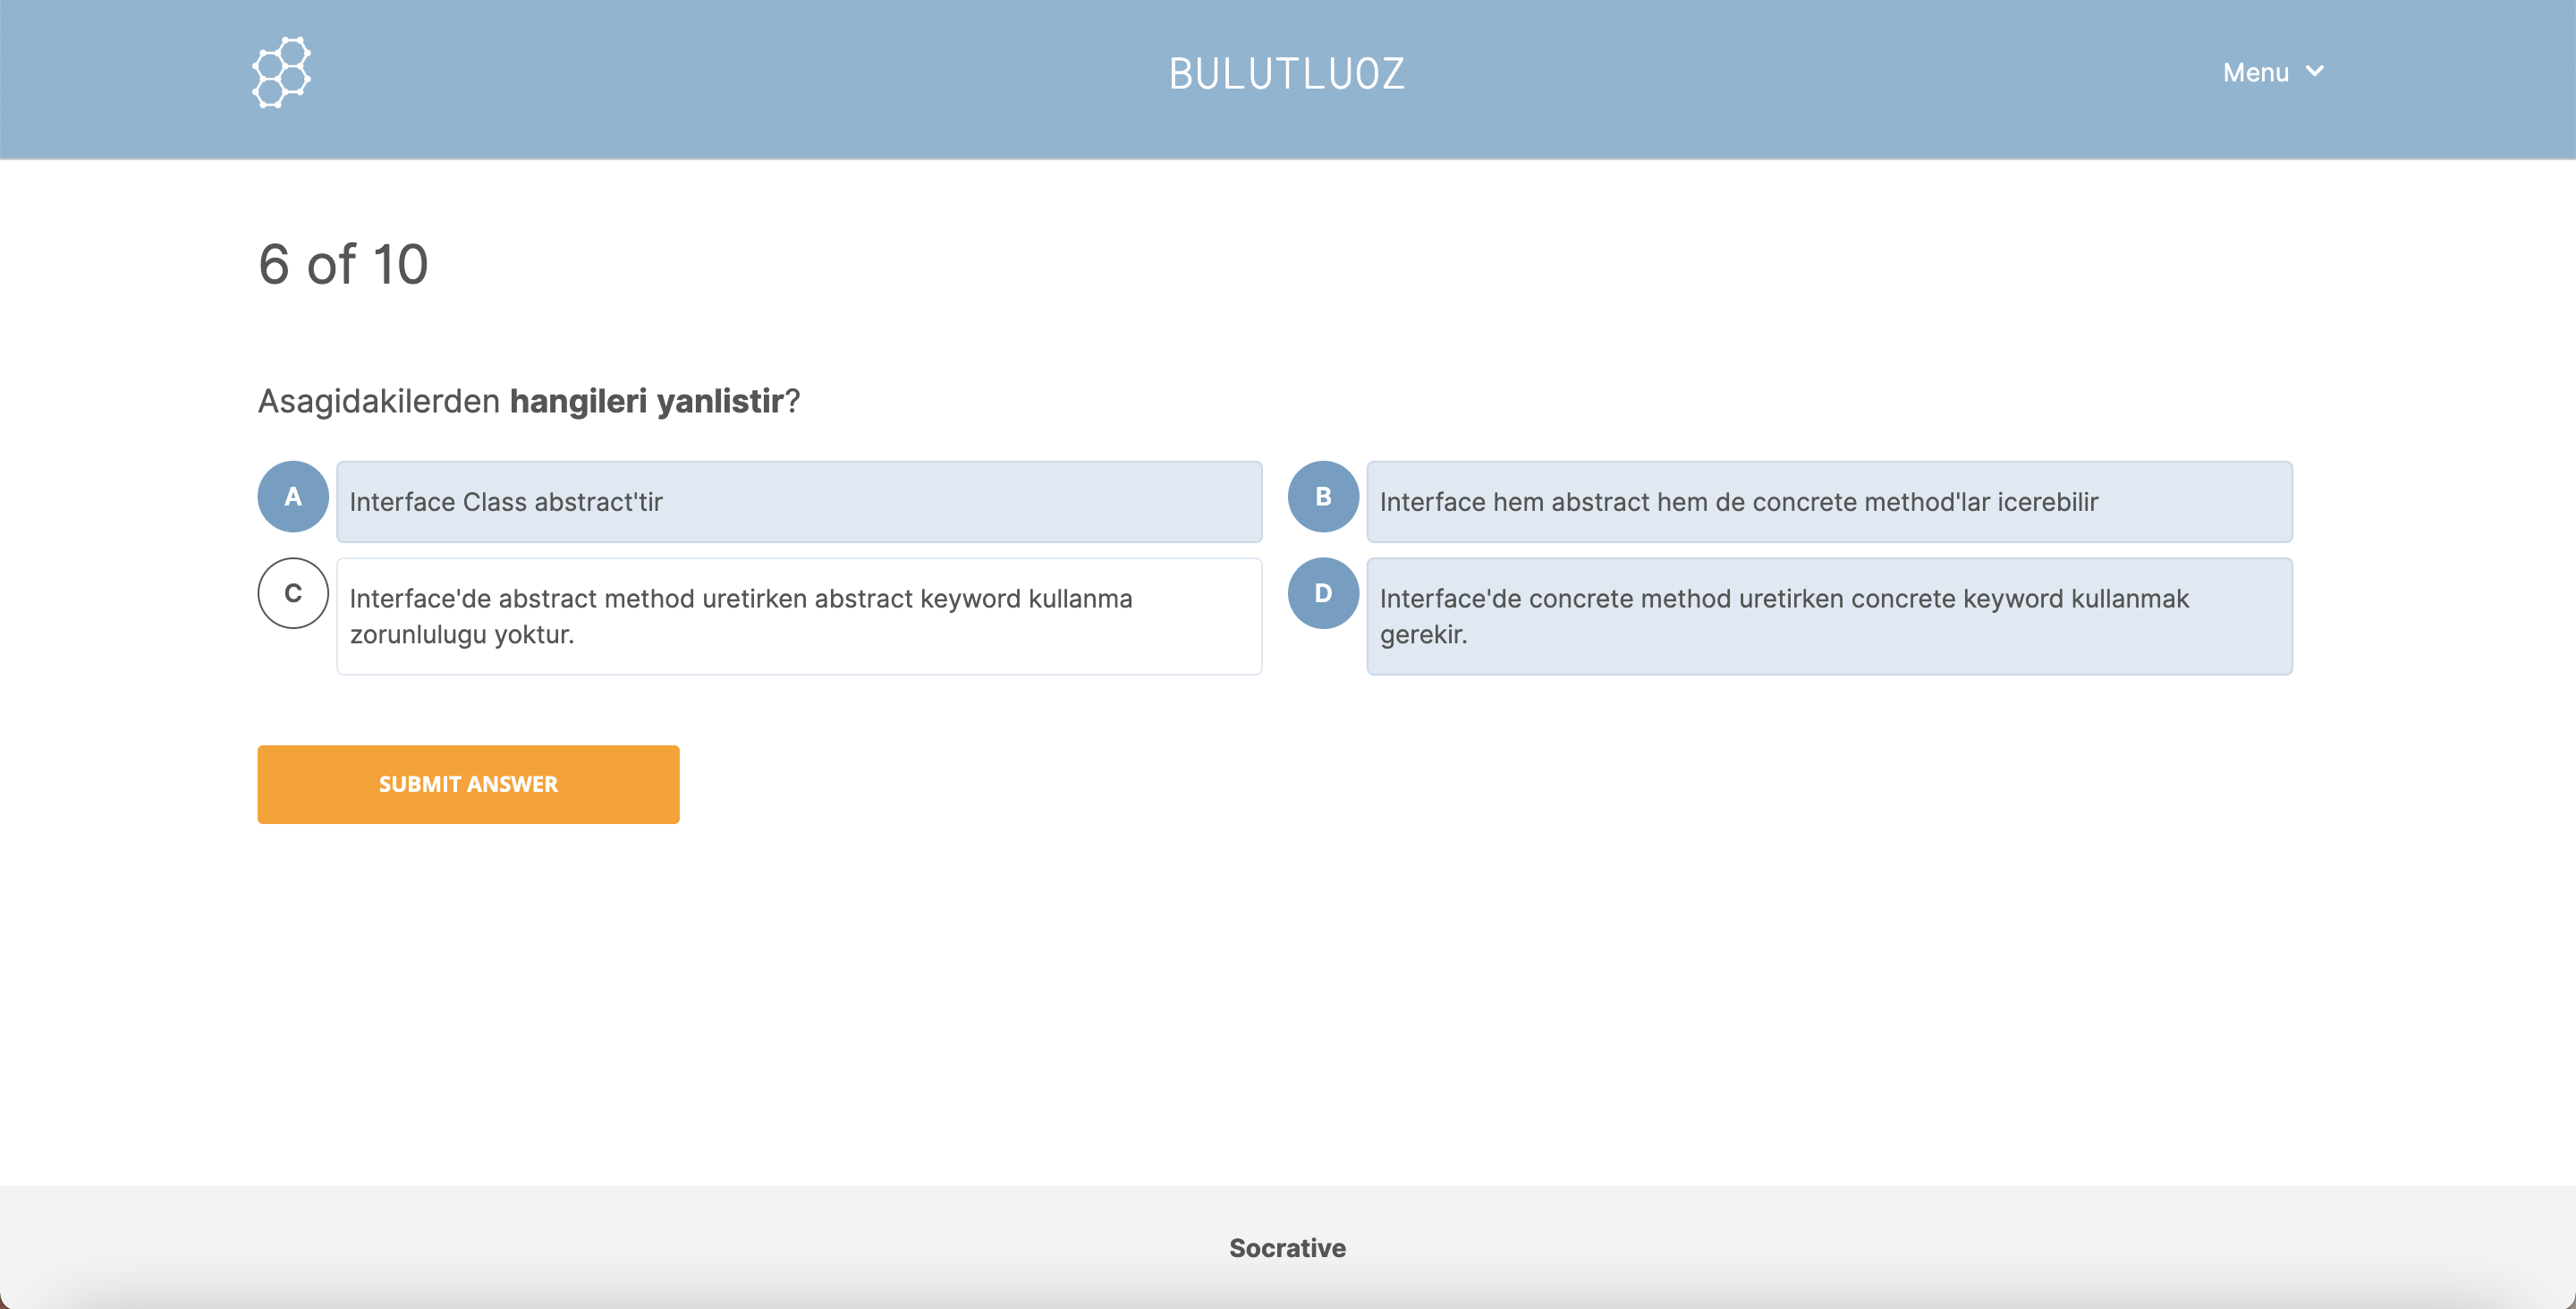 BULUTLUOZ
Menu
6 of 10
Asagidakilerden hangileri yanlistir?
A
Interface Class abstract'tir
B
Interface hem abstract hem de concrete method'lar icerebilir
C
Interface'de abstract method uretirken abstract keyword kullanma
zorunlulugu yoktur.
D
Interface'de concrete method uretirken concrete keyword kullanmak
gerekir.
SUBMIT ANSWER
Socrative